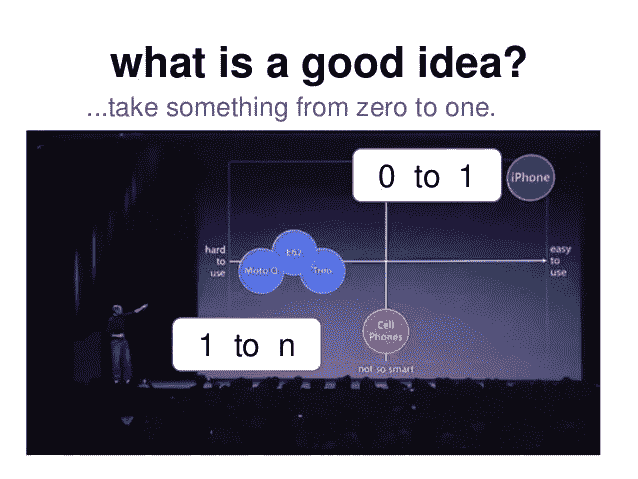 what is a good idea?
...take something from zero to one.
0 to 1
iPhone
hard
to
use
easy
to
use
E62
Moto Q
Treo
Cell
Phones
1 to n
not so smart